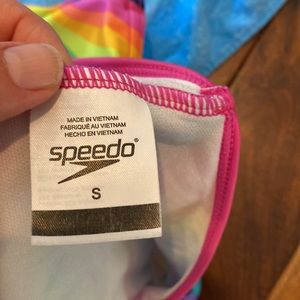 MADE IN VIETNAM
FABRIQUÉ AU VIETNAM
HECHO EN VIETNAM
speedo
S